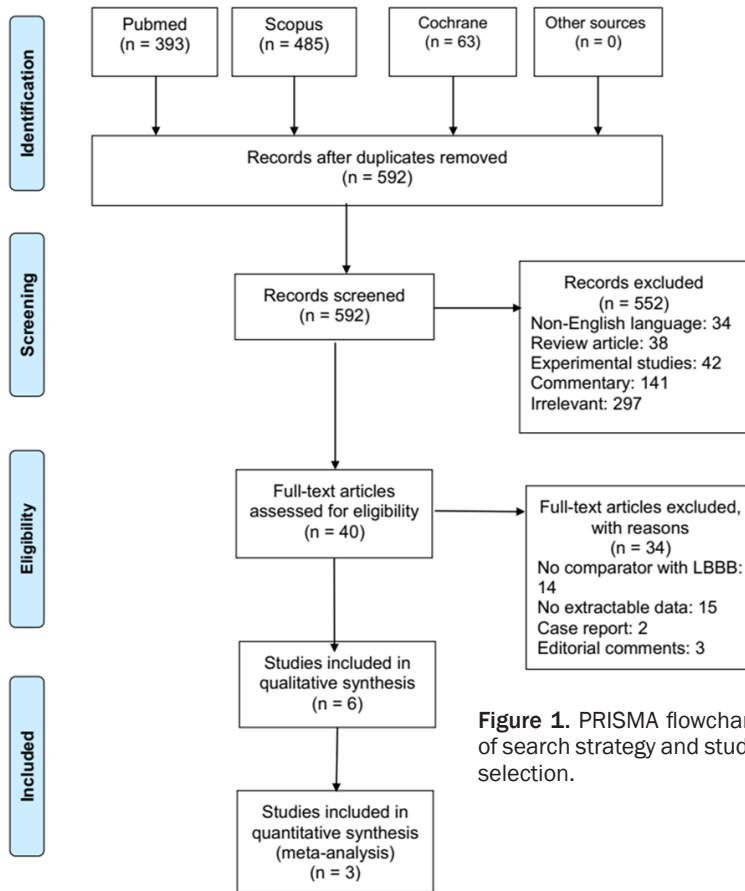 Pubmed
(n = 393)
Scopus
(n = 485)
Cochrane
(n = 63)
Other sources
(n = 0)
Identification
Records after duplicates removed
(n = 592)
Screening
Records screened
(n = 592)
Records excluded
(n = 552)
Non-English language: 34
Review article: 38
Experimental studies: 42
Commentary: 141
Irrelevant: 297
Eligibility
Full-text articles
assessed for eligibility
(n = 40)
Full-text articles excluded,
with reasons
(n = 34)
No comparator with LBBB:
14
No extractable data: 15
Case report: 2
Editorial comments: 3
Included
Studies included in
qualitative synthesis
(n = 6)
Studies included in
quantitative synthesis
(meta-analysis)
(n = 3)
Figure 1. PRISMA flowchar
of search strategy and stud
selection.